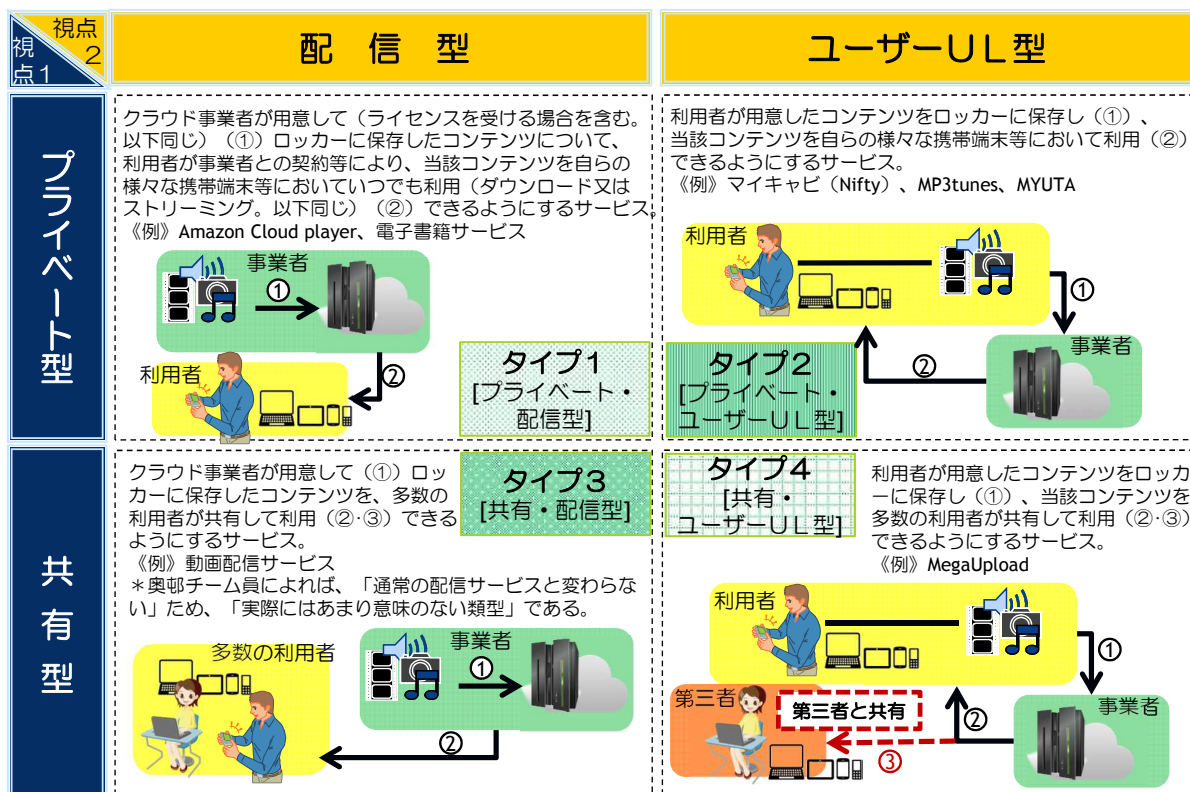 視点
2
視
点1
配 信 型
ユーザーUL型
プライベート型
クラウド事業者が用意して（ライセンスを受ける場合を含む。
以下同じ）（①）ロッカーに保存したコンテンツについて、
利用者が事業者との契約等により、当該コンテンツを自らの
様々な携帯端末等においていつでも利用（ダウンロード又は
ストリーミング。以下同じ）（②）できるようにするサービス。
《例》Amazon Cloud player、電子書籍サービス
事業者
①
利用者
②
タイプ1
[プライベート・
配信型]
利用者が用意したコンテンツをロッカーに保存し（①）、
当該コンテンツを自らの様々な携帯端末等において利用（②）
できるようにするサービス。
《例》マイキャビ（Nifty）、MP3tunes、MYUTA
利用者
①
事業者
②
タイプ2
[プライベート・
ユーザーUL型]
共有型
クラウド事業者が用意して（①）ロッ
カーに保存したコンテンツを、多数の
利用者が共有して利用（②･③）できる
ようにするサービス。
《例》動画配信サービス
＊奥邨チーム員によれば、「通常の配信サービスと変わらな
い」ため、「実際にはあまり意味のない類型」である。
タイプ3
[共有・配信型]
多数の利用者
事業者
①
②
タイプ4
[共有・
ユーザーUL型]
利用者が用意したコンテンツをロッカ
ーに保存し（①）、当該コンテンツを
多数の利用者が共有して利用（②･③）
できるようにするサービス。
《例》MegaUpload
利用者
①
第三者
第三者と共有
②
事業者
③